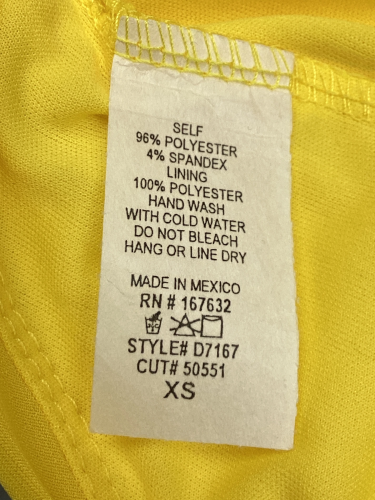 SELF
96% POLYESTER
4% SPANDEX
LINING
100% POLYESTER
HAND WASH
WITH COLD WATER
DO NOT BLEACH
HANG OR LINE DRY
MADE IN MEXICO
RN # 167632
STYLE# D7167
CUT# 50551
XS